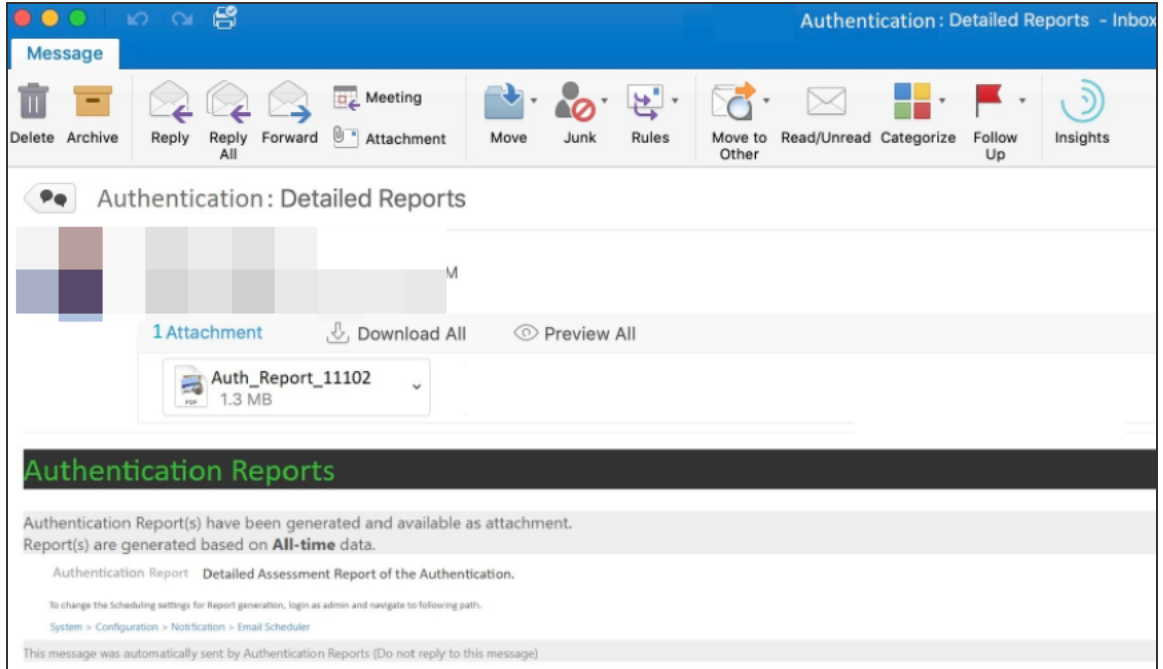 Authentication : Detailed Reports - Inbox
Message
Delete Archive Reply Reply All Forward Meeting Attachment Move Junk Rules Move to Other Read/Unread Categorize Follow Up Insights
Authentication : Detailed Reports
M
1 Attachment Download All Preview All
Auth_Report_11102
PDF 1.3 MB
Authentication Reports
Authentication Report(s) have been generated and available as attachment.
Report(s) are generated based on All-time data.
Authentication Report Detailed Assessment Report of the Authentication.
To change the Scheduling settings for Report generation, login as admin and navigate to following path.
System > Configuration > Notification > Email Scheduler
This message was automatically sent by Authentication Reports (Do not reply to this message)